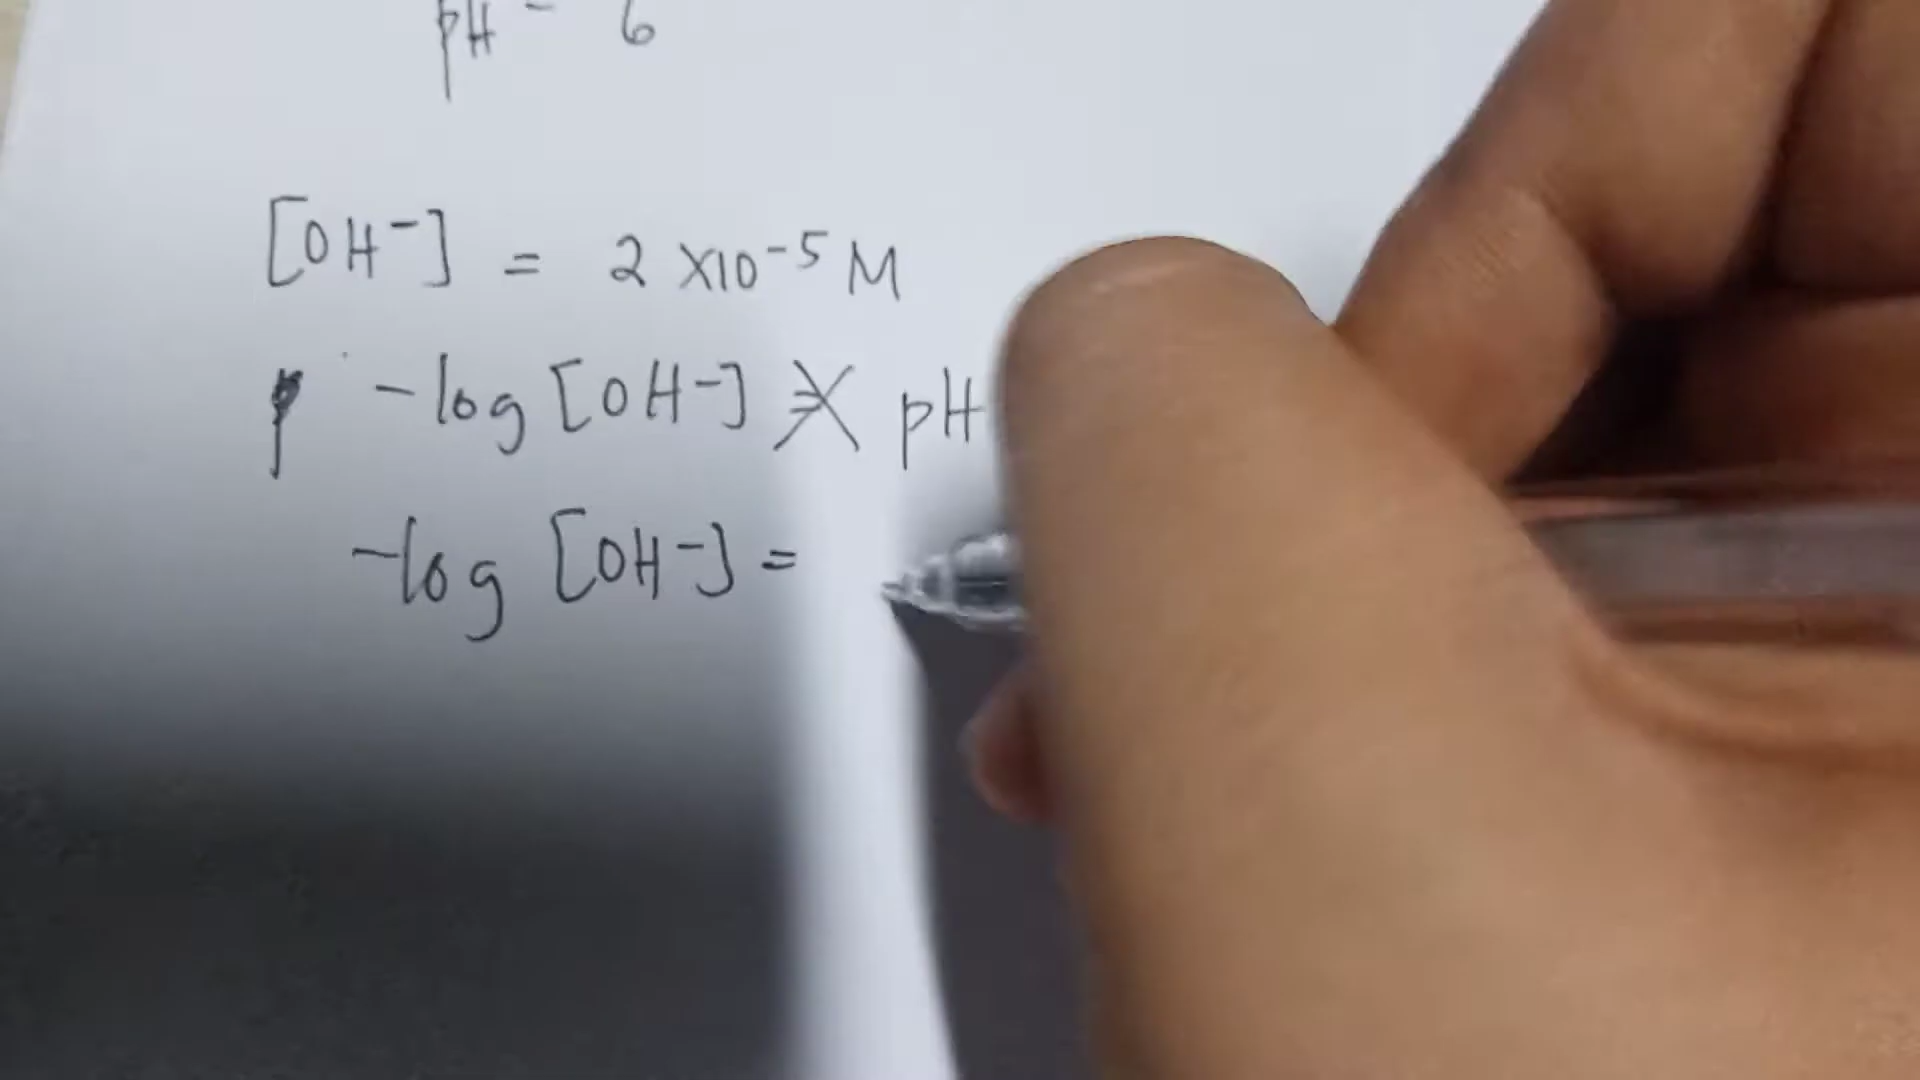 pH - 6
[OH⁻] = 2 x10⁻⁵ M
-log [OH⁻] ≠ pH
-log [OH⁻] =